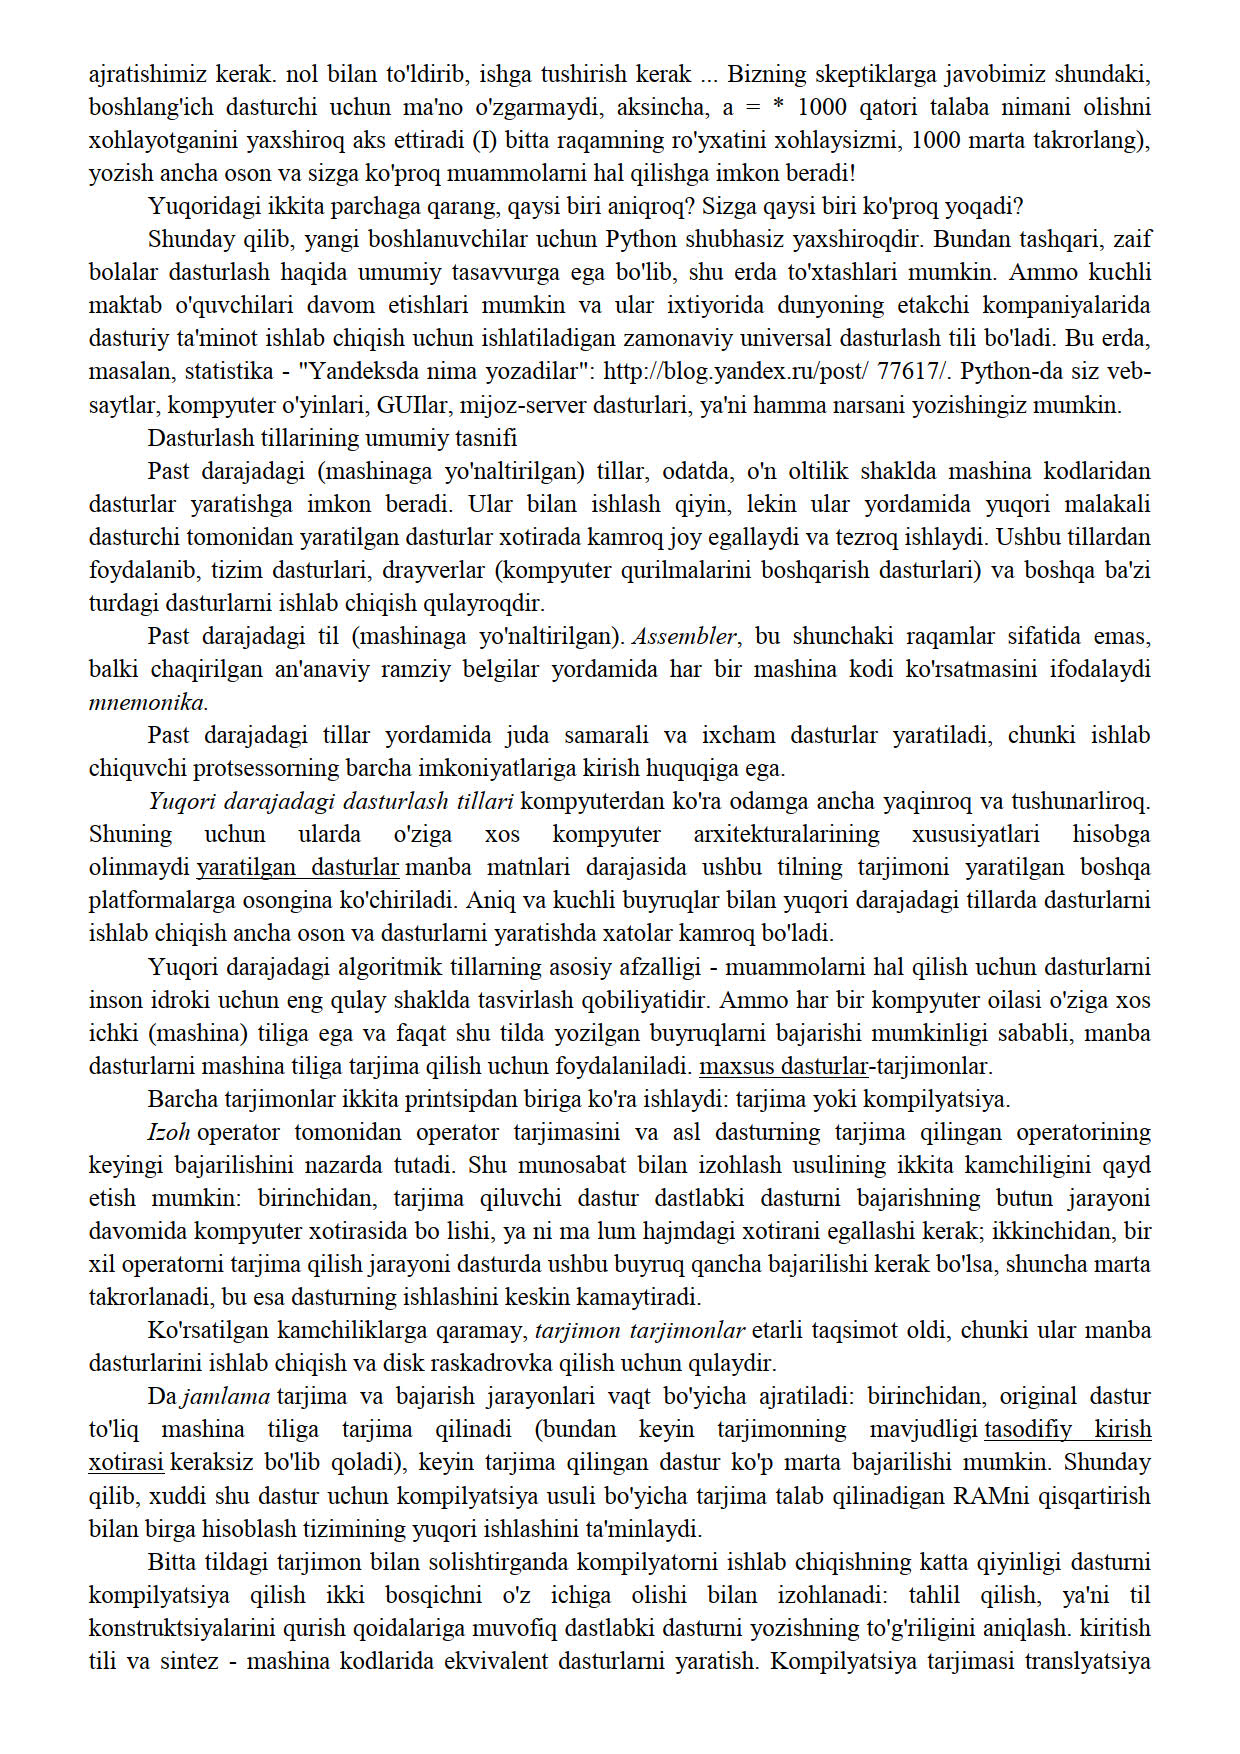 ajratishimiz kerak. nol bilan to'ldirib, ishga tushirish kerak ... Bizning skeptiklarga javobimiz shundaki,
boshlang'ich dasturchi uchun ma'no o'zgarmaydi, aksincha, a = * 1000 qatori talaba nimani olishni
xohlayotganini yaxshiroq aks ettiradi (I) bitta raqamning ro'yxatini xohlaysizmi, 1000 marta takrorlang),
yozish ancha oson va sizga ko'proq muammolarni hal qilishga imkon beradi!
Yuqoridagi ikkita parchaga qarang, qaysi biri aniqroq? Sizga qaysi biri ko'proq yoqadi?
Shunday qilib, yangi boshlanuvchilar uchun Python shubhasiz yaxshiroqdir. Bundan tashqari, zaif
bolalar dasturlash haqida umumiy tasavvurga ega bo'lib, shu erda to'xtashlari mumkin. Ammo kuchli
maktab o'quvchilari davom etishlari mumkin va ular ixtiyorida dunyoning etakchi kompaniyalarida
dasturiy ta'minot ishlab chiqish uchun ishlatiladigan zamonaviy universal dasturlash tili bo'ladi. Bu erda,
masalan, statistika - "Yandeksda nima yozadilar": http://blog.yandex.ru/post/ 77617/. Python-da siz veb-
saytlar, kompyuter o'yinlari, GUIlar, mijoz-server dasturlari, ya'ni hamma narsani yozishingiz mumkin.
Dasturlash tillarining umumiy tasnifi
Past darajadagi (mashinaga yo'naltirilgan) tillar, odatda, o'n oltilik shaklda mashina kodlaridan
dasturlar yaratishga imkon beradi. Ular bilan ishlash qiyin, lekin ular yordamida yuqori malakali
dasturchi tomonidan yaratilgan dasturlar xotirada kamroq joy egallaydi va tezroq ishlaydi. Ushbu tillardan
foydalanib, tizim dasturlari, drayverlar (kompyuter qurilmalarini boshqarish dasturlari) va boshqa ba'zi
turdagi dasturlarni ishlab chiqish qulayroqdir.
Past darajadagi til (mashinaga yo'naltirilgan). Assembler, bu shunchaki raqamlar sifatida emas,
balki chaqirilgan an'anaviy ramziy belgilar yordamida har bir mashina kodi ko'rsatmasini ifodalaydi
mnemonika.
Past darajadagi tillar yordamida juda samarali va ixcham dasturlar yaratiladi, chunki ishlab
chiquvchi protsessorning barcha imkoniyatlariga kirish huquqiga ega.
Yuqori darajadagi dasturlash tillari kompyuterdan ko'ra odamga ancha yaqinroq va tushunarliroq.
Shuning uchun ularda o'ziga xos kompyuter arxitekturalarining xususiyatlari hisobga
olinmaydi yaratilgan dasturlar manba matnlari darajasida ushbu tilning tarjimoni yaratilgan boshqa
platformalarga osongina ko'chiriladi. Aniq va kuchli buyruqlar bilan yuqori darajadagi tillarda dasturlarni
ishlab chiqish ancha oson va dasturlarni yaratishda xatolar kamroq bo'ladi.
Yuqori darajadagi algoritmik tillarning asosiy afzalligi - muammolarni hal qilish uchun dasturlarni
inson idroki uchun eng qulay shaklda tasvirlash qobiliyatidir. Ammo har bir kompyuter oilasi o'ziga xos
ichki (mashina) tiliga ega va faqat shu tilda yozilgan buyruqlarni bajarishi mumkinligi sababli, manba
dasturlarni mashina tiliga tarjima qilish uchun foydalaniladi. maxsus dasturlar-tarjimonlar.
Barcha tarjimonlar ikkita printsipdan biriga ko'ra ishlaydi: tarjima yoki kompilyatsiya.
Izoh operator tomonidan operator tarjimasini va asl dasturning tarjima qilingan operatorining
keyingi bajarilishini nazarda tutadi. Shu munosabat bilan izohlash usulining ikkita kamchiligini qayd
etish mumkin: birinchidan, tarjima qiluvchi dastur dastlabki dasturni bajarishning butun jarayoni
davomida kompyuter xotirasida bo lishi, ya ni ma lum hajmdagi xotirani egallashi kerak; ikkinchidan, bir
xil operatorni tarjima qilish jarayoni dasturda ushbu buyruq qancha bajarilishi kerak bo'lsa, shuncha marta
takrorlanadi, bu esa dasturning ishlashini keskin kamaytiradi.
Ko'rsatilgan kamchiliklarga qaramay, tarjimon tarjimonlar etarli taqsimot oldi, chunki ular manba
dasturlarini ishlab chiqish va disk raskadrovka qilish uchun qulaydir.
Da jamlama tarjima va bajarish jarayonlari vaqt bo'yicha ajratiladi: birinchidan, original dastur
to'liq mashina tiliga tarjima qilinadi (bundan keyin tarjimonning mavjudligi tasodifiy kirish
xotirasi keraksiz bo'lib qoladi), keyin tarjima qilingan dastur ko'p marta bajarilishi mumkin. Shunday
qilib, xuddi shu dastur uchun kompilyatsiya usuli bo'yicha tarjima talab qilinadigan RAMni qisqartirish
bilan birga hisoblash tizimining yuqori ishlashini ta'minlaydi.
Bitta tildagi tarjimon bilan solishtirganda kompilyatorni ishlab chiqishning katta qiyinligi dasturni
kompilyatsiya qilish ikki bosqichni o'z ichiga olishi bilan izohlanadi: tahlil qilish, ya'ni til
konstruktsiyalarini qurish qoidalariga muvofiq dastlabki dasturni yozishning to'g'riligini aniqlash. kiritish
tili va sintez - mashina kodlarida ekvivalent dasturlarni yaratish. Kompilyatsiya tarjimasi translyatsiya